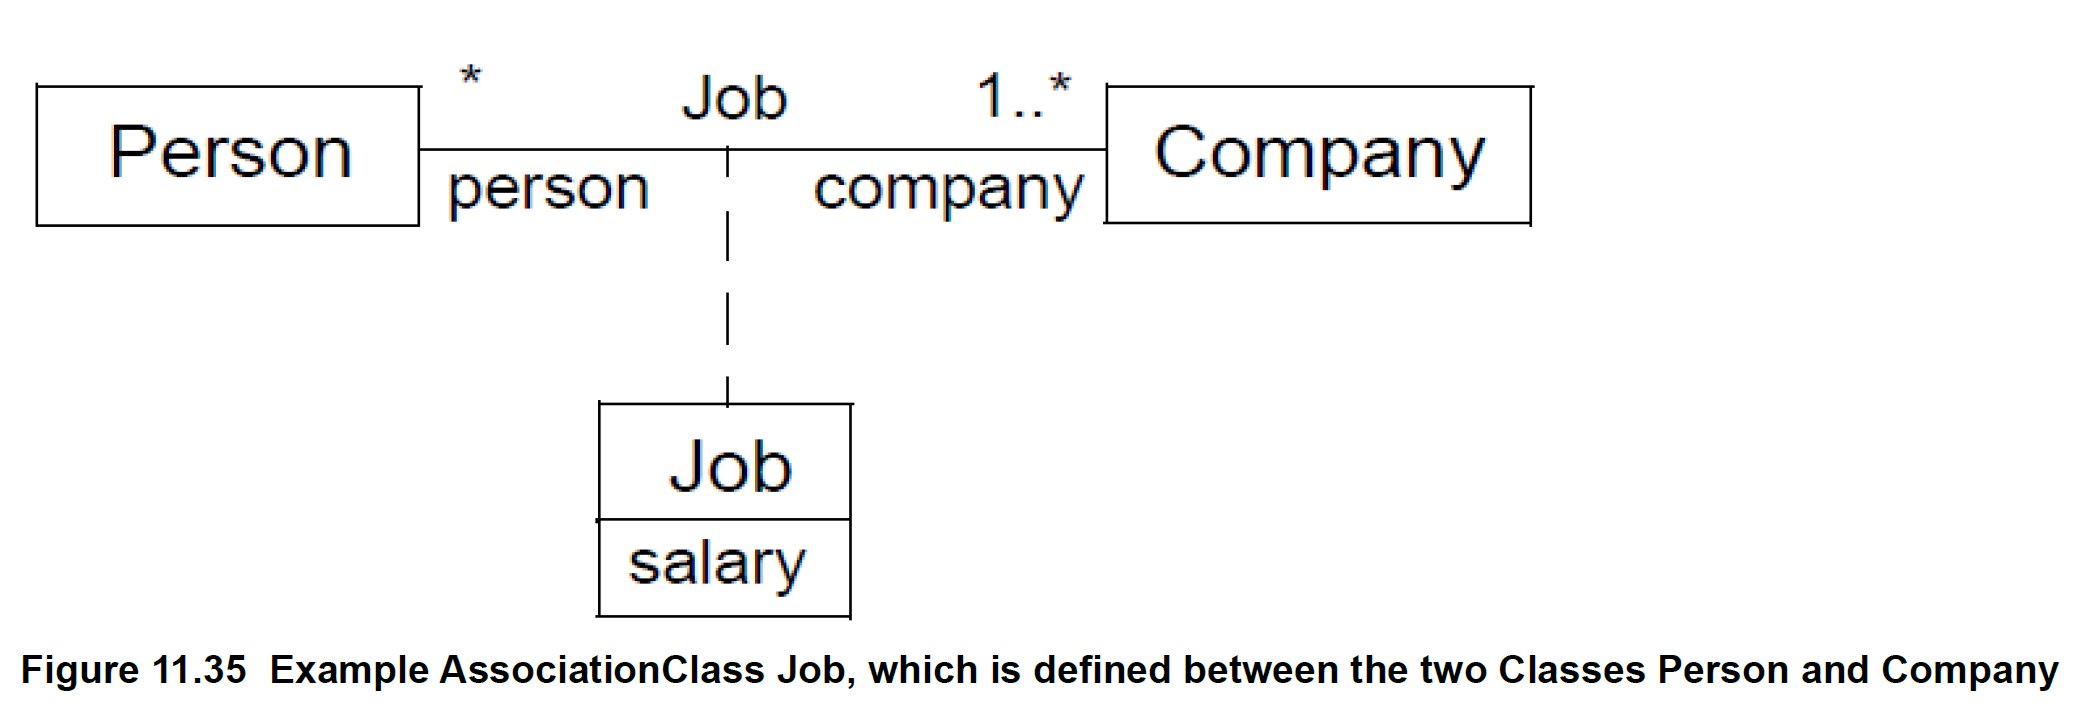 *
Job
1..*
Person
Company
person
company
Job
salary
Figure 11.35 Example AssociationClass Job, which is defined between the two Classes Person and Company